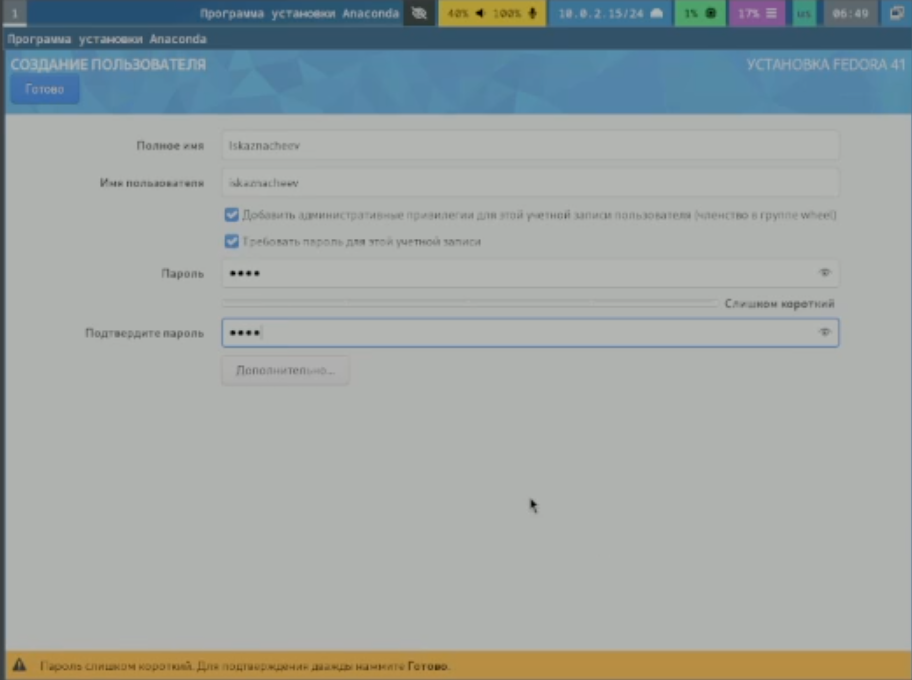 1 Программа установки Anaconda 40% 100% 10.0.2.15/24 1% 17% us 06:49
Программа установки Anaconda
СОЗДАНИЕ ПОЛЬЗОВАТЕЛЯ УСТАНОВКА FEDORA 41
Готово
Полное имя Iskaznacheev
Имя пользователя iskaznacheev
Добавить административные привилегии для этой учетной записи пользователя (членство в группе wheel)
Требовать пароль для этой учетной записи
Пароль ••••
Слишком короткий
Подтвердите пароль ••••
Дополнительно...
Пароль слишком короткий. Для подтверждения дважды нажмите Готово.